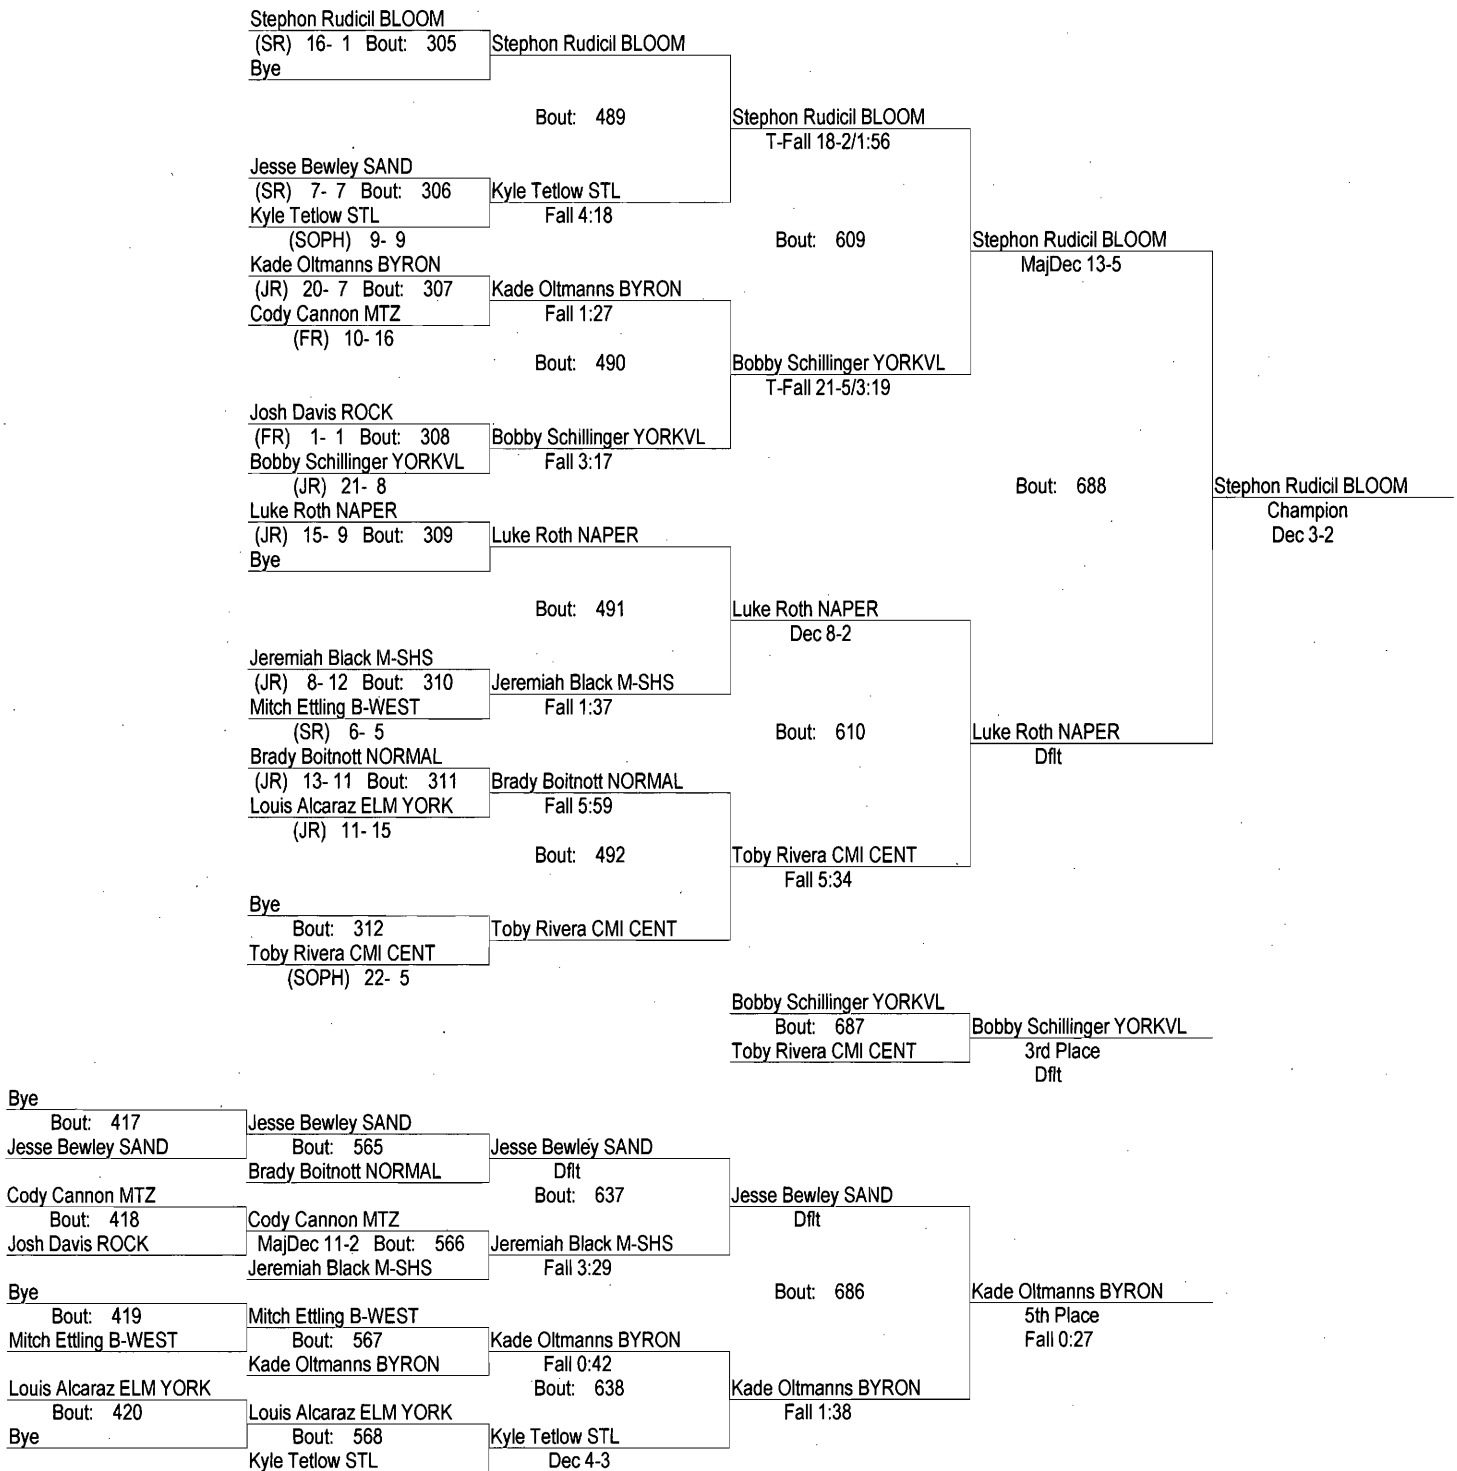 Stephon Rudicil BLOOM
(SR) 16- 1 Bout: 305
Stephon Rudicil BLOOM
Bye
Bout: 489
Stephon Rudicil BLOOM
T-Fall 18-2/1:56
Jesse Bewley SAND
(SR) 7- 7 Bout: 306
Kyle Tetlow STL
Kyle Tetlow STL
Fall 4:18
(SOPH) 9- 9
Bout: 609
Stephon Rudicil BLOOM
MajDec 13-5
Kade Oltmanns BYRON
(JR) 20- 7 Bout: 307
Kade Oltmanns BYRON
Cody Cannon MTZ
Fall 1:27
(FR) 10- 16
Bout: 490
Bobby Schillinger YORKVL
T-Fall 21-5/3:19
Josh Davis ROCK
(FR) 1- 1 Bout: 308
Bobby Schillinger YORKVL
Bobby Schillinger YORKVL
Fall 3:17
(JR) 21- 8
Bout: 688
Stephon Rudicil BLOOM
Champion
Dec 3-2
Luke Roth NAPER
(JR) 15- 9 Bout: 309
Luke Roth NAPER
Bye
Bout: 491
Luke Roth NAPER
Dec 8-2
Jeremiah Black M-SHS
(JR) 8- 12 Bout: 310
Jeremiah Black M-SHS
Mitch Ettling B-WEST
Fall 1:37
(SR) 6- 5
Bout: 610
Luke Roth NAPER
Dflt
Brady Boitnott NORMAL
(JR) 13- 11 Bout: 311
Brady Boitnott NORMAL
Louis Alcaraz ELM YORK
Fall 5:59
(JR) 11- 15
Bout: 492
Toby Rivera CMI CENT
Fall 5:34
Bye
Bout: 312
Toby Rivera CMI CENT
Toby Rivera CMI CENT
(SOPH) 22- 5
Bobby Schillinger YORKVL
Bout: 687
Bobby Schillinger YORKVL
Toby Rivera CMI CENT
3rd Place
Dflt
Bye
Bout: 417
Jesse Bewley SAND
Jesse Bewley SAND
Bout: 565
Jesse Bewley SAND
Brady Boitnott NORMAL
Dflt
Bout: 637
Jesse Bewley SAND
Dflt
Cody Cannon MTZ
Bout: 418
Cody Cannon MTZ
Josh Davis ROCK
MajDec 11-2 Bout: 566
Jeremiah Black M-SHS
Jeremiah Black M-SHS
Fall 3:29
Bout: 686
Kade Oltmanns BYRON
5th Place
Fall 0:27
Bye
Bout: 419
Mitch Ettling B-WEST
Mitch Ettling B-WEST
Bout: 567
Kade Oltmanns BYRON
Kade Oltmanns BYRON
Fall 0:42
Bout: 638
Kade Oltmanns BYRON
Fall 1:38
Louis Alcaraz ELM YORK
Bout: 420
Louis Alcaraz ELM YORK
Bye
Bout: 568
Kyle Tetlow STL
Kyle Tetlow STL
Dec 4-3